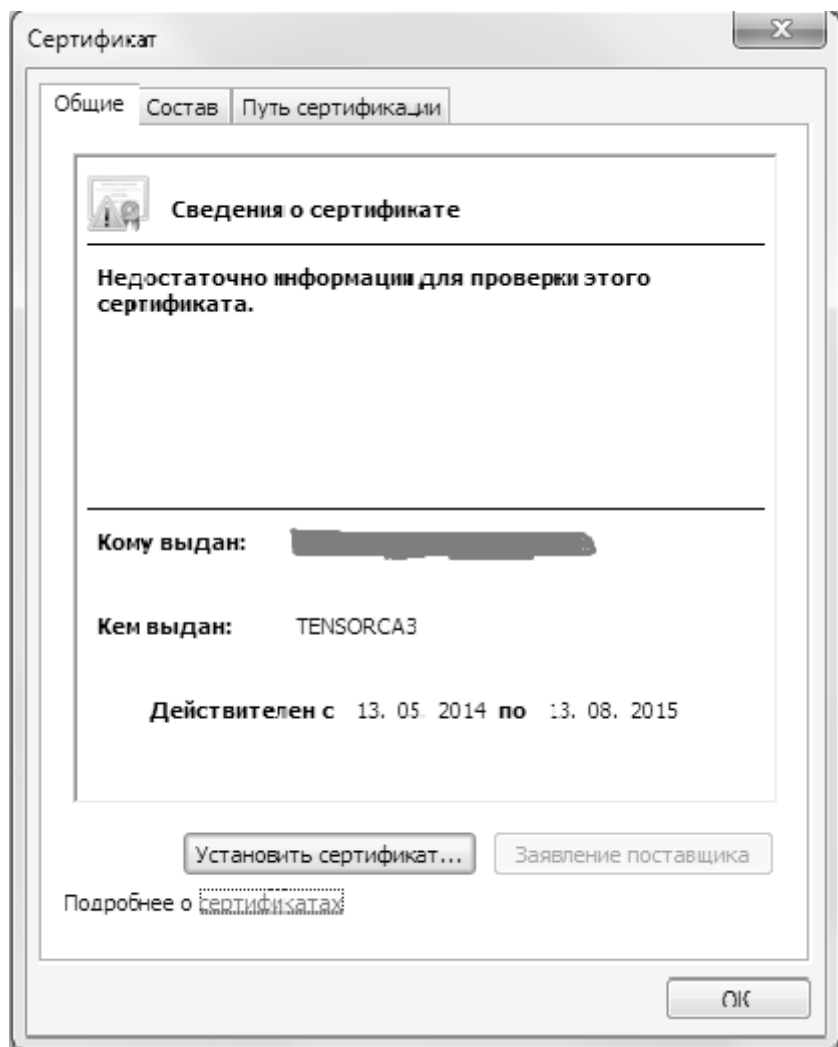 Сертификат
Общие Состав Путь сертификации
Сведения о сертификате
Недостаточно информации для проверки этого
сертификата.
Кому выдан:
Кем выдан: TENSORCA3
Действителен с 13. 05. 2014 по 13. 08. 2015
Установить сертификат... Заявление поставщика
Подробнее о сертификатах
OK